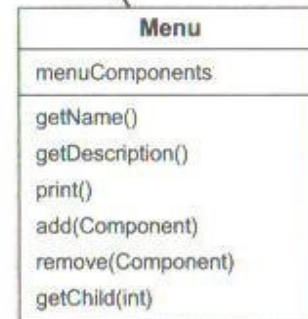 Menu
menuComponents
getName()
getDescription()
print()
add(Component)
remove(Component)
getChild(int)